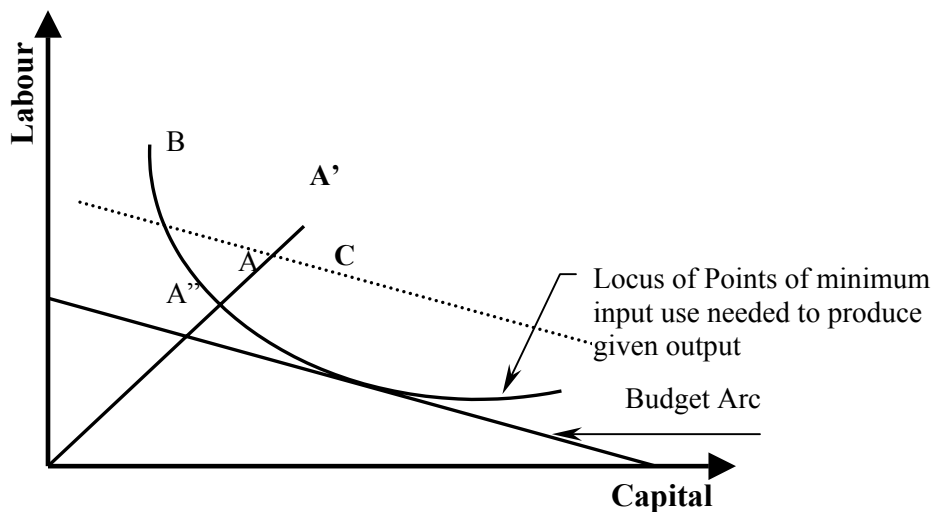 Labour
B
A’
A
C
A”
Locus of Points of minimum
input use needed to produce
given output
Budget Arc
Capital